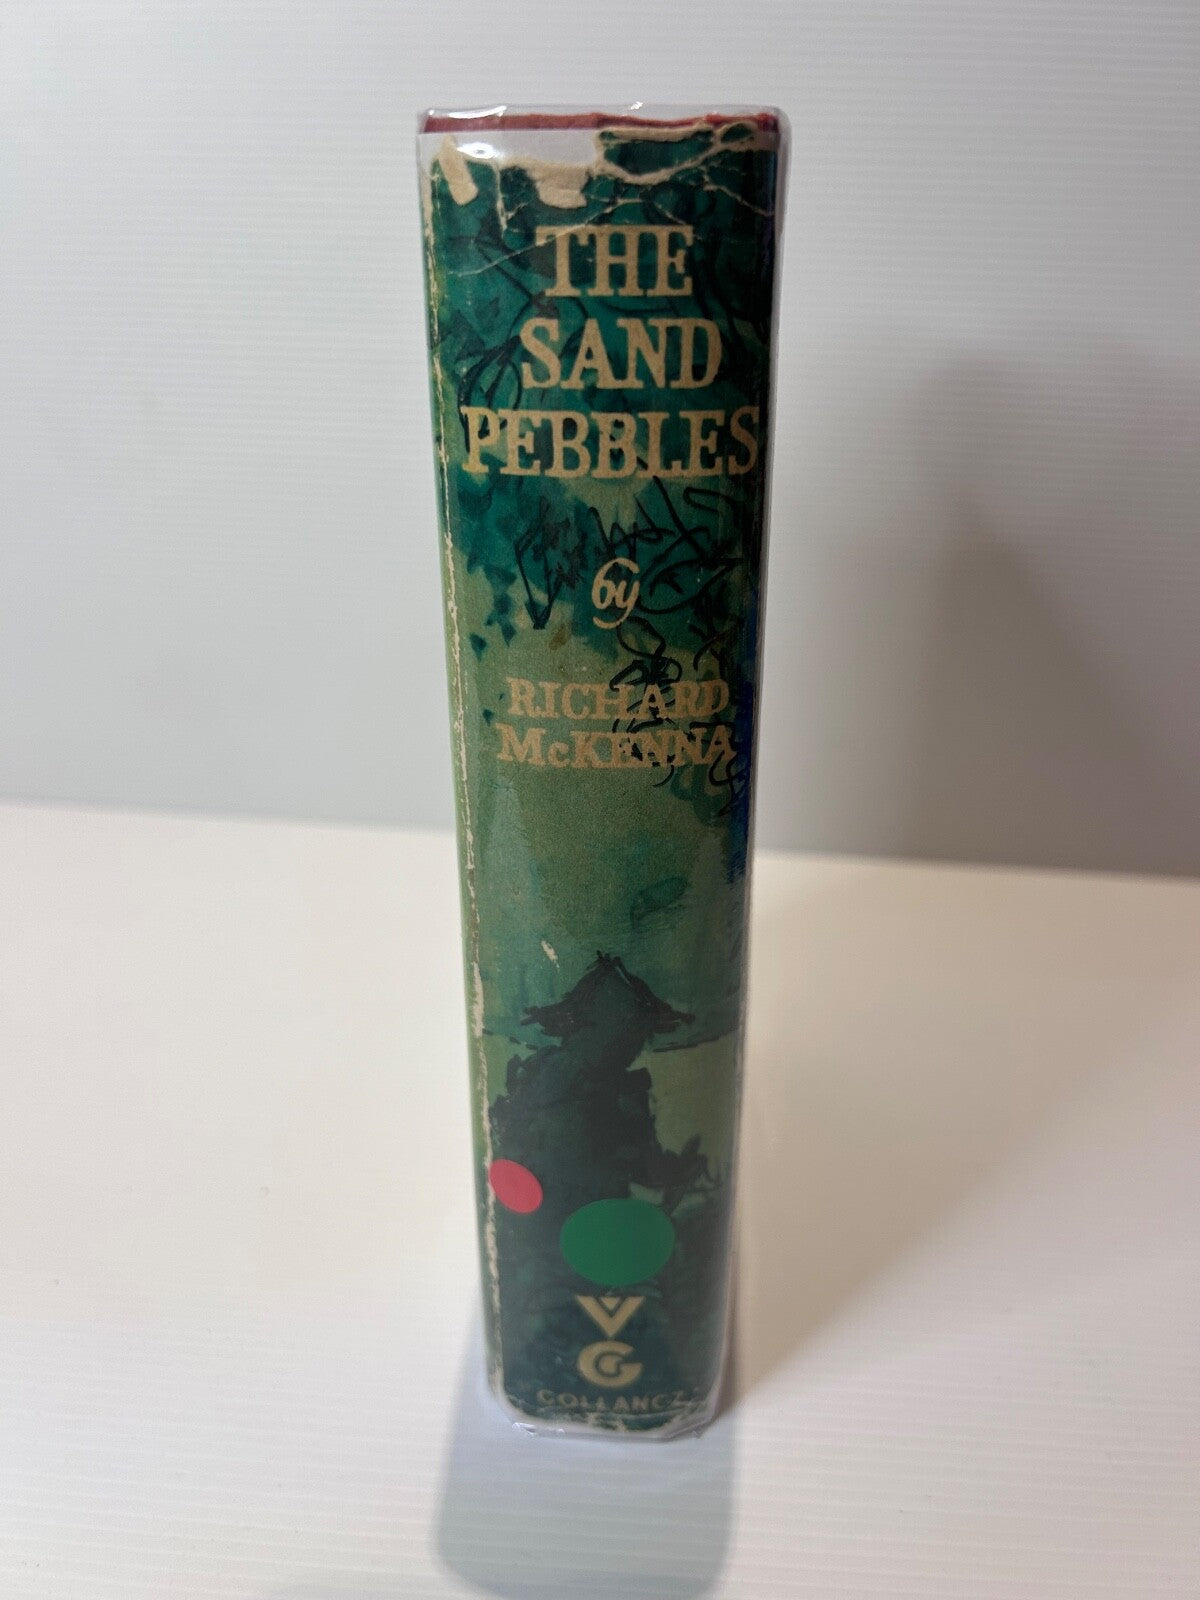 THE
SAND
PEBBLES
by
RICHARD
McKENNA
VG
GOLLANCZ